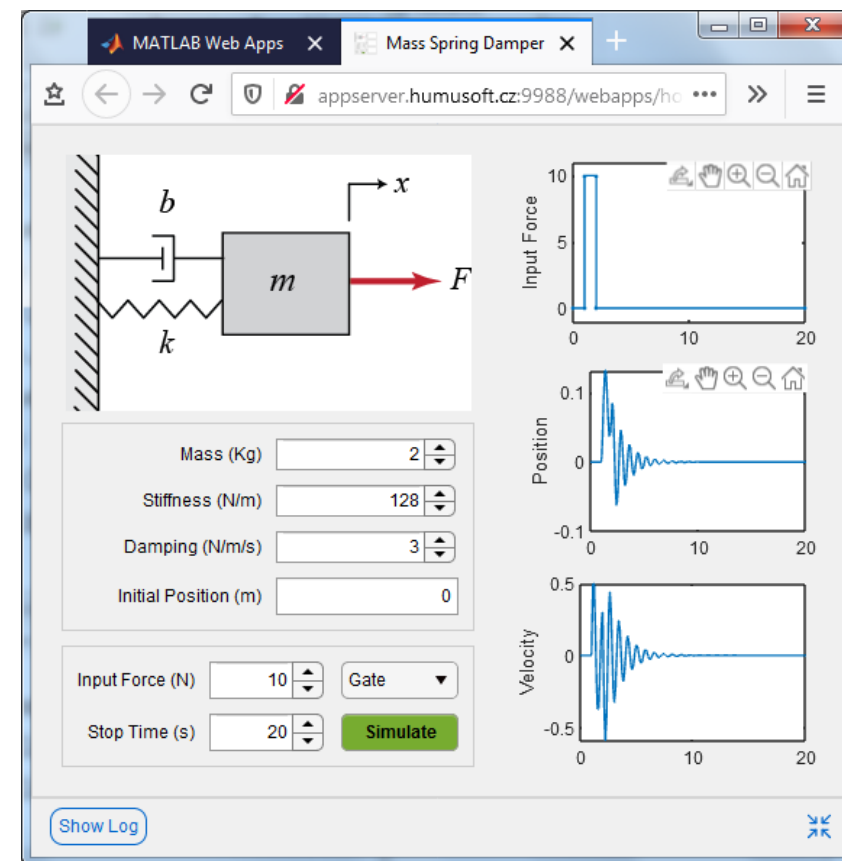 MATLAB Web Apps
Mass Spring Damper
appserver.humusoft.cz:9988/webapps/ho
b
x
m
F
k
Mass (Kg) 2
Stiffness (N/m) 128
Damping (N/m/s) 3
Initial Position (m) 0
Input Force (N) 10 Gate
Stop Time (s) 20 Simulate
Input Force
10
5
0
0 10 20
Position
0.1
0
-0.1
0 10 20
Velocity
0.5
0
-0.5
0 10 20
Show Log